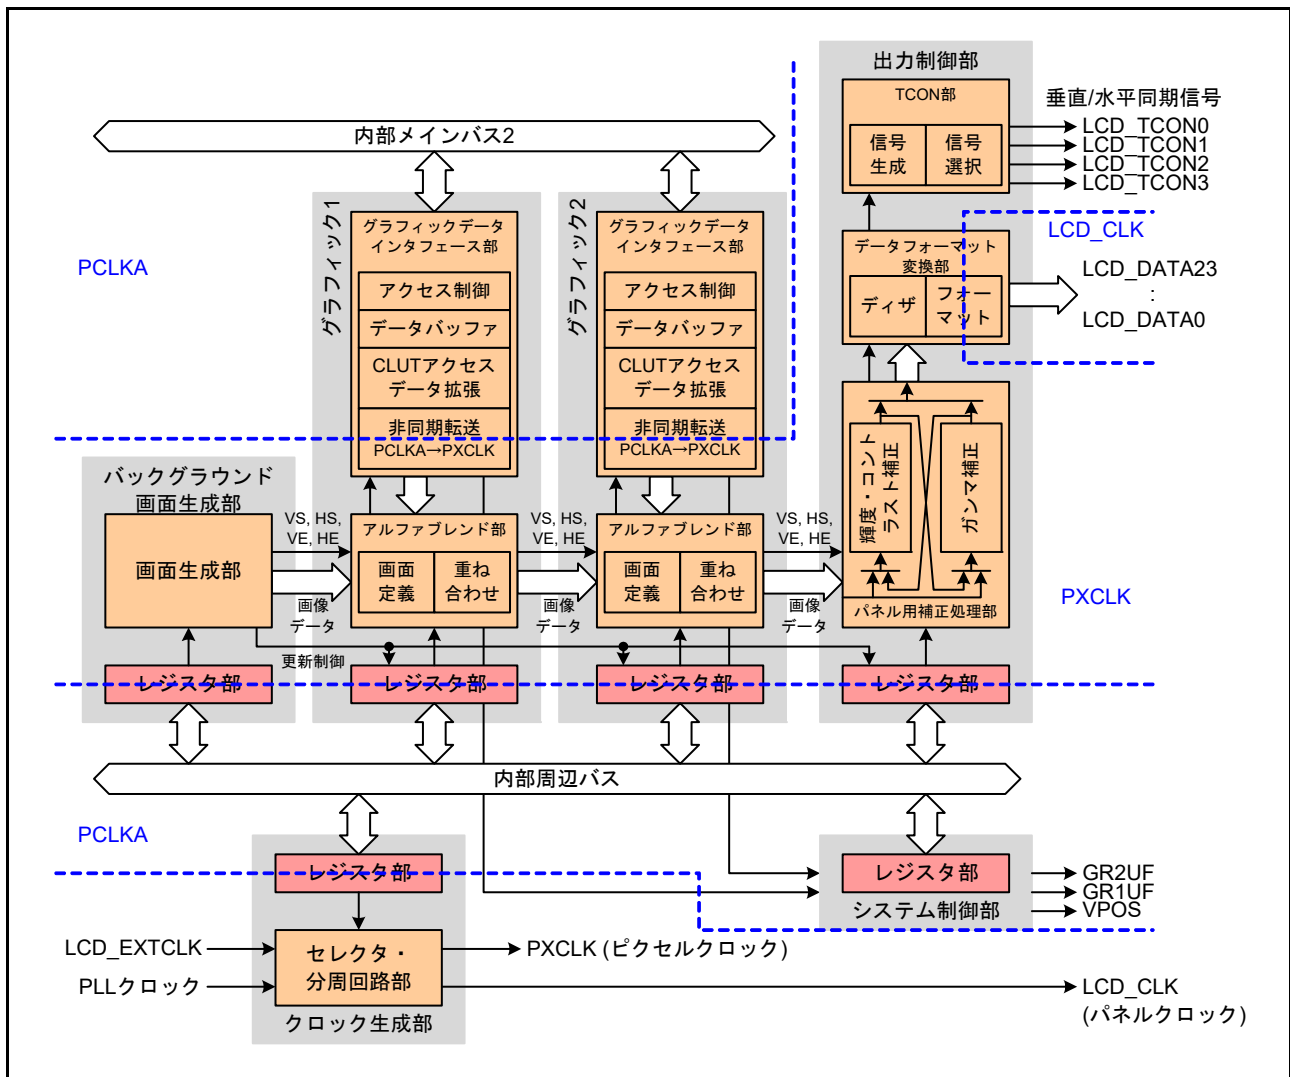 出力制御部
TCON部
信号
生成
信号
選択
垂直/水平同期信号
LCD_TCON0
LCD_TCON1
LCD_TCON2
LCD_TCON3
内部メインバス2
PCLKA
グラフィック1
グラフィックデータ
インタフェース部
アクセス制御
データバッファ
CLUTアクセス
データ拡張
非同期転送
PCLKA→PXCLK
グラフィック2
グラフィックデータ
インタフェース部
アクセス制御
データバッファ
CLUTアクセス
データ拡張
非同期転送
PCLKA→PXCLK
データフォーマット
変換部
ディザ
フォー
マット
LCD_CLK
LCD_DATA23
:
LCD_DATA0
輝度・コント
ラスト補正
ガンマ補正
パネル用補正処理部
PXCLK
バックグラウンド
画面生成部
画面生成部
VS, HS,
VE, HE
画像
データ
アルファブレンド部
画面
定義
重ね
合わせ
VS, HS,
VE, HE
画像
データ
アルファブレンド部
画面
定義
重ね
合わせ
VS, HS,
VE, HE
画像
データ
更新制御
レジスタ部
レジスタ部
レジスタ部
レジスタ部
内部周辺バス
PCLKA
レジスタ部
レジスタ部
システム制御部
GR2UF
GR1UF
VPOS
LCD_EXTCLK
PLLクロック
セレクタ・
分周回路部
クロック生成部
PXCLK (ピクセルクロック)
LCD_CLK
(パネルクロック)